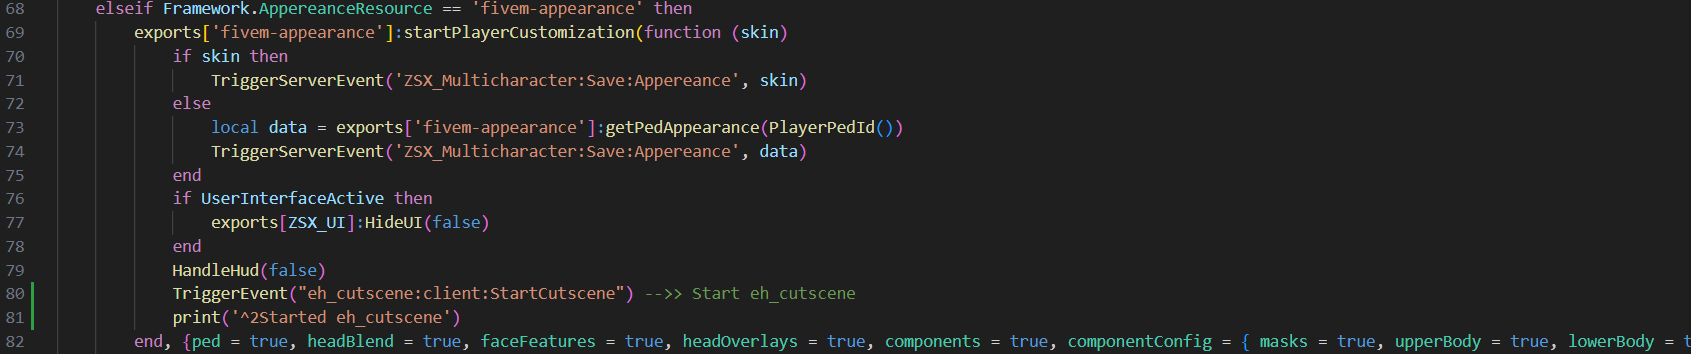 68 elseif Framework.AppereanceResource == 'fivem-appearance' then
69 exports['fivem-appearance']:startPlayerCustomization(function (skin)
70 if skin then
71 TriggerServerEvent('ZSX_Multicharacter:Save:Appereance', skin)
72 else
73 local data = exports['fivem-appearance']:getPedAppearance(PlayerPedId())
74 TriggerServerEvent('ZSX_Multicharacter:Save:Appereance', data)
75 end
76 if UserInterfaceActive then
77 exports[ZSX_UI]:HideUI(false)
78 end
79 HandleHud(false)
80 TriggerEvent("eh_cutscene:client:StartCutscene") -->> Start eh_cutscene
81 print('^2Started eh_cutscene')
82 end, {ped = true, headBlend = true, faceFeatures = true, headOverlays = true, components = true, componentConfig = { masks = true, upperBody = true, lowerBody = t